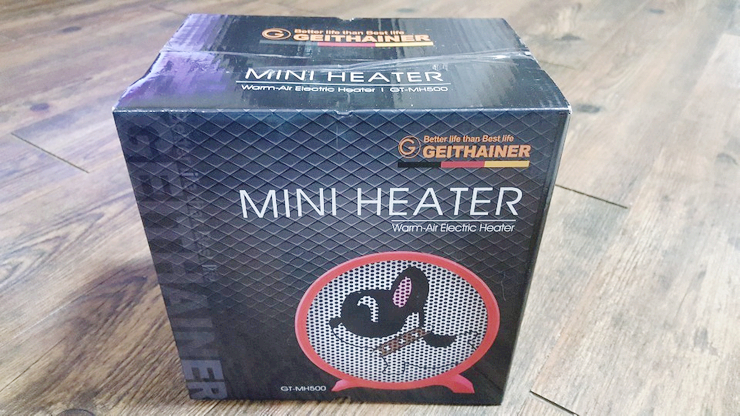 Better life than Best life
GEITHAINER
MINI HEATER
Warm-Air Electric Heater | GT-MH500
Better life than Best life
GEITHAINER
MINI HEATER
Warm-Air Electric Heater
GT-MH500
GEITHAINER